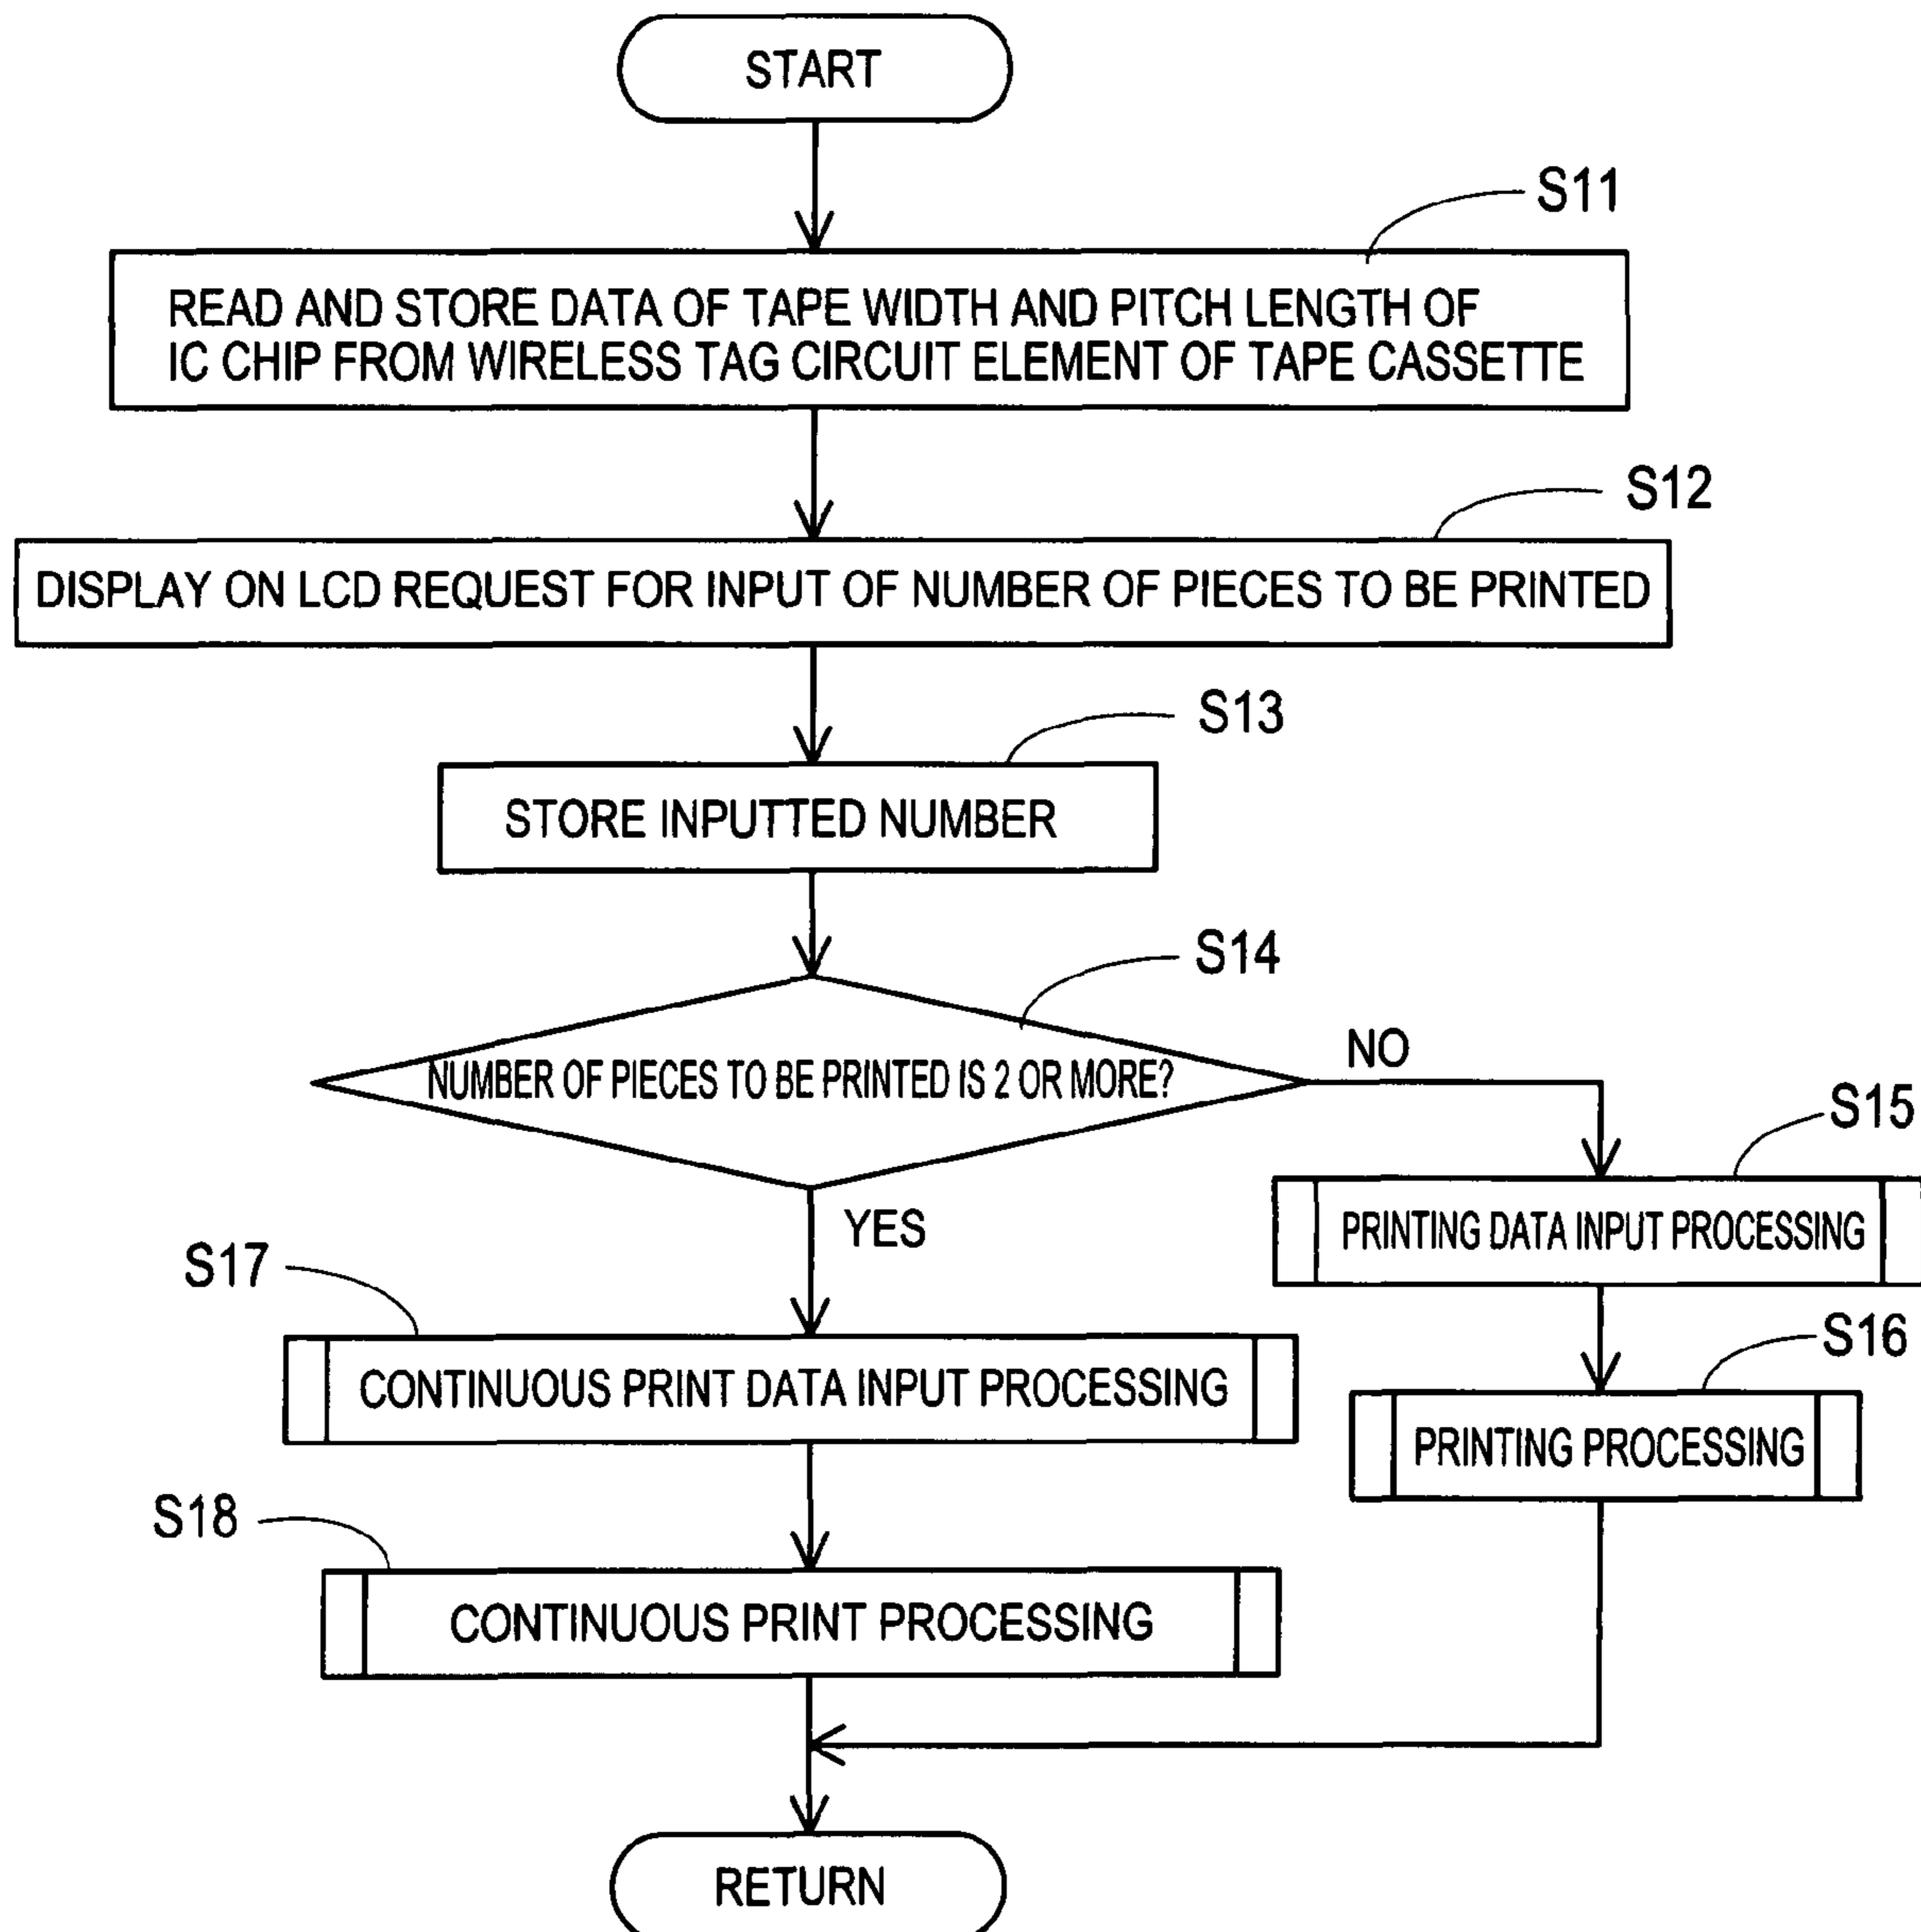 START
S11
READ AND STORE DATA OF TAPE WIDTH AND PITCH LENGTH OF
IC CHIP FROM WIRELESS TAG CIRCUIT ELEMENT OF TAPE CASSETTE
S12
DISPLAY ON LCD REQUEST FOR INPUT OF NUMBER OF PIECES TO BE PRINTED
S13
STORE INPUTTED NUMBER
S14
NUMBER OF PIECES TO BE PRINTED IS 2 OR MORE?
NO
S15
PRINTING DATA INPUT PROCESSING
YES
S17
CONTINUOUS PRINT DATA INPUT PROCESSING
S16
PRINTING PROCESSING
S18
CONTINUOUS PRINT PROCESSING
RETURN